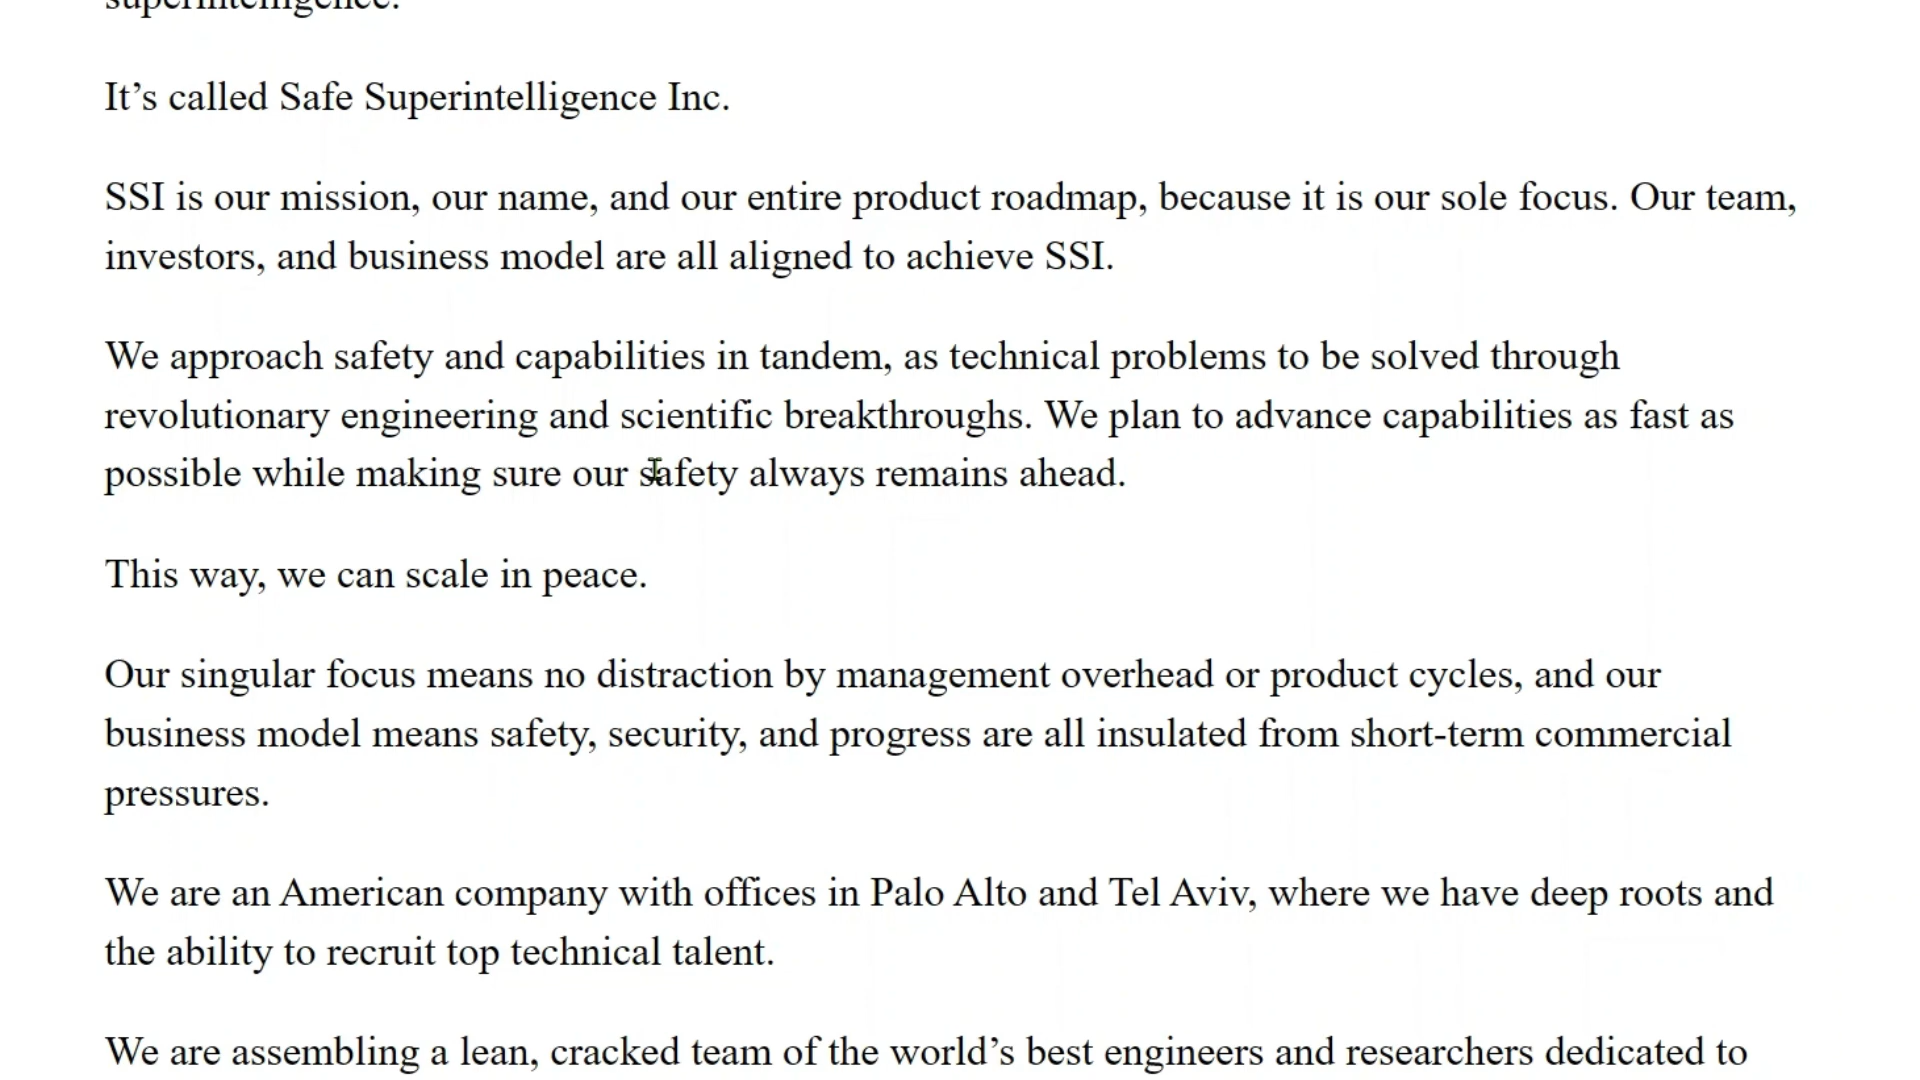 superintelligence.
It’s called Safe Superintelligence Inc.
SSI is our mission, our name, and our entire product roadmap, because it is our sole focus. Our team,
investors, and business model are all aligned to achieve SSI.
We approach safety and capabilities in tandem, as technical problems to be solved through
revolutionary engineering and scientific breakthroughs. We plan to advance capabilities as fast as
possible while making sure our safety always remains ahead.
This way, we can scale in peace.
Our singular focus means no distraction by management overhead or product cycles, and our
business model means safety, security, and progress are all insulated from short-term commercial
pressures.
We are an American company with offices in Palo Alto and Tel Aviv, where we have deep roots and
the ability to recruit top technical talent.
We are assembling a lean, cracked team of the world’s best engineers and researchers dedicated to